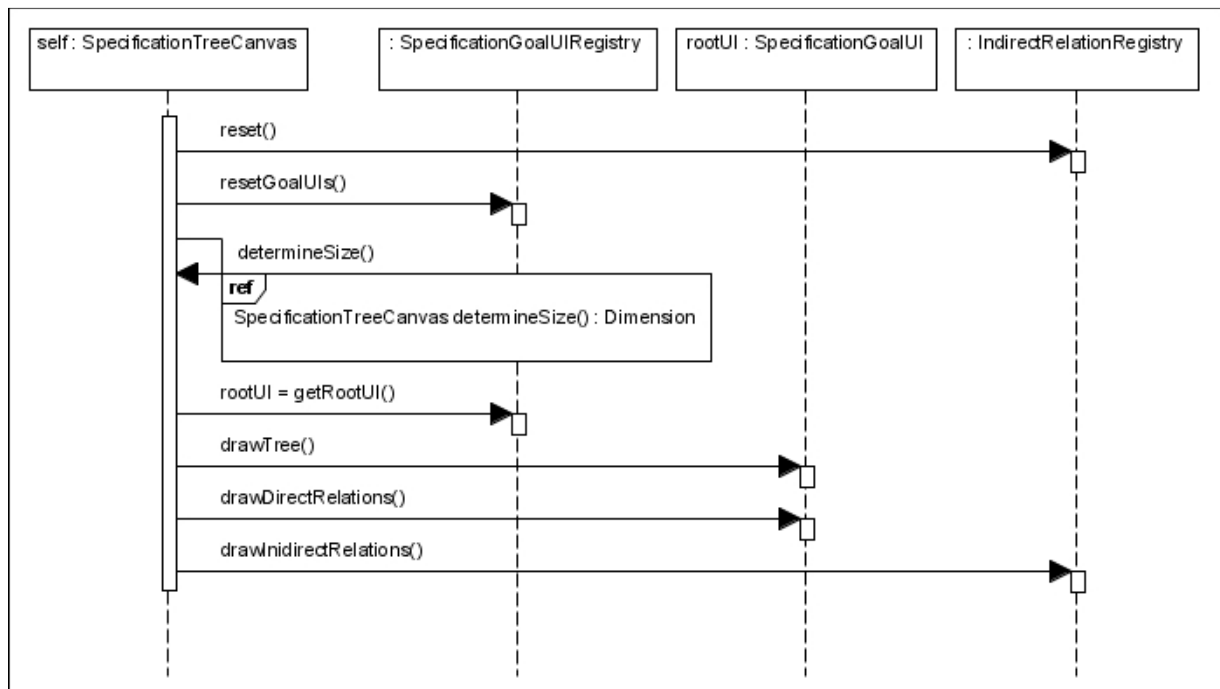 self : SpecificationTreeCanvas
: SpecificationGoalUIRegistry
rootUI : SpecificationGoalUI
: IndirectRelationRegistry
reset()
resetGoalUIs()
determineSize()
ref
SpecificationTreeCanvas determineSize() : Dimension
rootUI = getRootUI()
drawTree()
drawDirectRelations()
drawInidirectRelations()